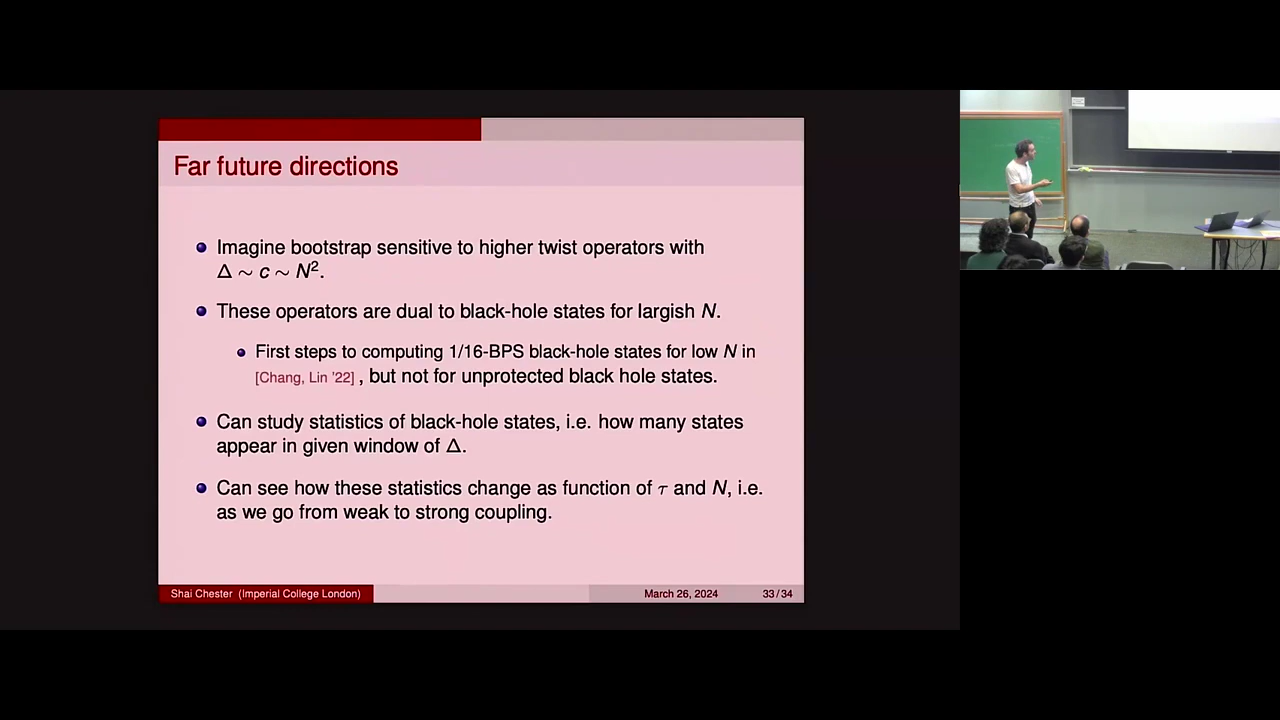 Far future directions
Imagine bootstrap sensitive to higher twist operators with
Δ ∼ c ∼ N².
These operators are dual to black-hole states for largish N.
First steps to computing 1/16-BPS black-hole states for low N in
[Chang, Lin '22] , but not for unprotected black hole states.
Can study statistics of black-hole states, i.e. how many states
appear in given window of Δ.
Can see how these statistics change as function of τ and N, i.e.
as we go from weak to strong coupling.
Shai Chester (Imperial College London) March 26, 2024 33 / 34